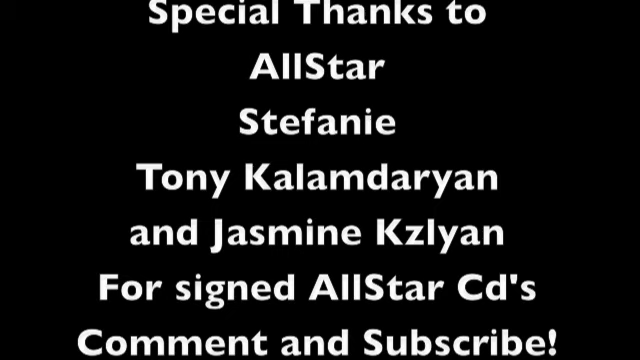 Special Thanks to
AllStar
Stefanie
Tony Kalamdaryan
and Jasmine Kzlyan
For signed AllStar Cd's
Comment and Subscribe!